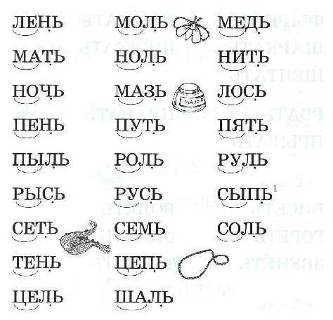 ЛЕНЬ МОЛЬ МЕДЬ
МАТЬ НОЛЬ НИТЬ
НОЧЬ МАЗЬ ЛОСЬ
ПЕНЬ ПУТЬ ПЯТЬ
ПЫЛЬ РОЛЬ РУЛЬ
РЫСЬ РУСЬ СЫПЬ¹
СЕТЬ СЕМЬ СОЛЬ
ТЕНЬ ЦЕПЬ
ЦЕЛЬ ШАЛЬ